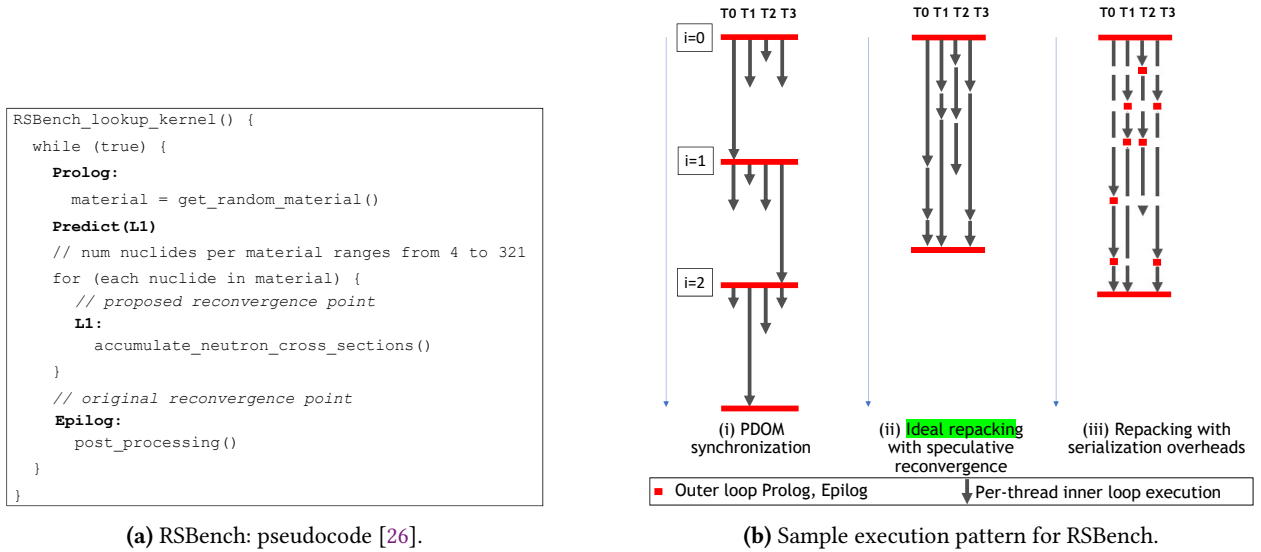 RSBench_lookup_kernel() {
while (true) {
Prolog:
material = get_random_material()
Predict(L1)
// num nuclides per material ranges from 4 to 321
for (each nuclide in material) {
// proposed reconvergence point
L1:
accumulate_neutron_cross_sections()
}
// original reconvergence point
Epilog:
post_processing()
}
}
(a) RSBench: pseudocode [26].
T0 T1 T2 T3
i=0
i=1
i=2
(i) PDOM
synchronization
T0 T1 T2 T3
(ii) Ideal repacking
with speculative
reconvergence
T0 T1 T2 T3
(iii) Repacking with
serialization overheads
Outer loop Prolog, Epilog
Per-thread inner loop execution
(b) Sample execution pattern for RSBench.